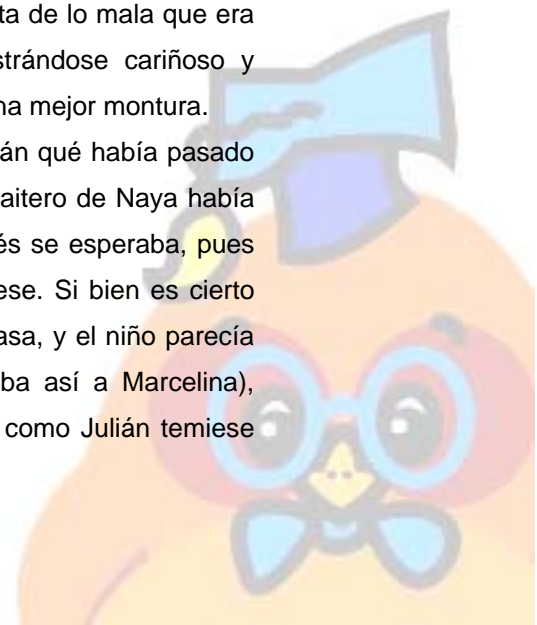 ta de lo mala que era
strándose cariñoso y
na mejor montura.
án qué había pasado
aitero de Naya había
és se esperaba, pues
ese. Si bien es cierto
asa, y el niño parecía
ba así a Marcelina),
como Julián temiese